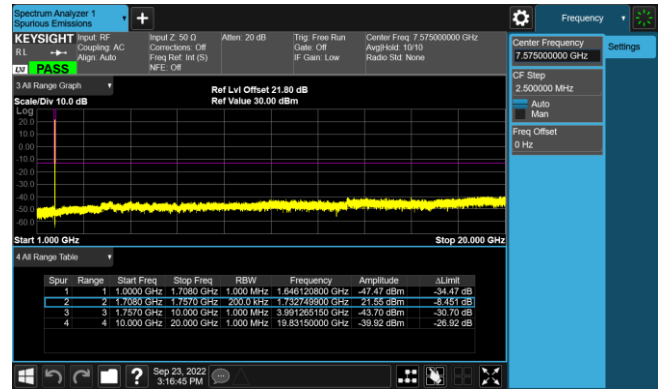 Spectrum Analyzer 1
Spurious Emissions
Frequency
KEYSIGHT
Input: RF
Input Z: 50 Ω
Atten: 20 dB
Trig: Free Run
Center Freq: 7.575000000 GHz
RL
Coupling: AC
Corrections: Off
Gate: Off
Avg|Hold: 10/10
Align: Auto
Freq Ref: Int (S)
IF Gain: Low
Radio Std: None
NFE: Off
LXI
PASS
Center Frequency
7.575000000 GHz
Settings
CF Step
2.500000 MHz
Auto
Man
Freq Offset
0 Hz
3 All Range Graph
Ref Lvl Offset 21.80 dB
Scale/Div 10.0 dB
Ref Value 30.00 dBm
Log
20.0
10.0
0.00
-10.0
-20.0
-30.0
-40.0
-50.0
-60.0
Start 1.000 GHz
Stop 20.000 GHz
4 All Range Table
Spur Range Start Freq Stop Freq RBW Frequency Amplitude ΔLimit
1 1 1.0000 GHz 1.7080 GHz 1.000 MHz 1.646120800 GHz -47.47 dBm -34.47 dB
2 2 1.7080 GHz 1.7570 GHz 200.0 kHz 1.732749900 GHz 21.55 dBm -8.451 dB
3 3 1.7570 GHz 10.000 GHz 1.000 MHz 3.991265150 GHz -43.70 dBm -30.70 dB
4 4 10.000 GHz 20.000 GHz 1.000 MHz 19.83150000 GHz -39.92 dBm -26.92 dB
?
Sep 23, 2022
3:16:45 PM